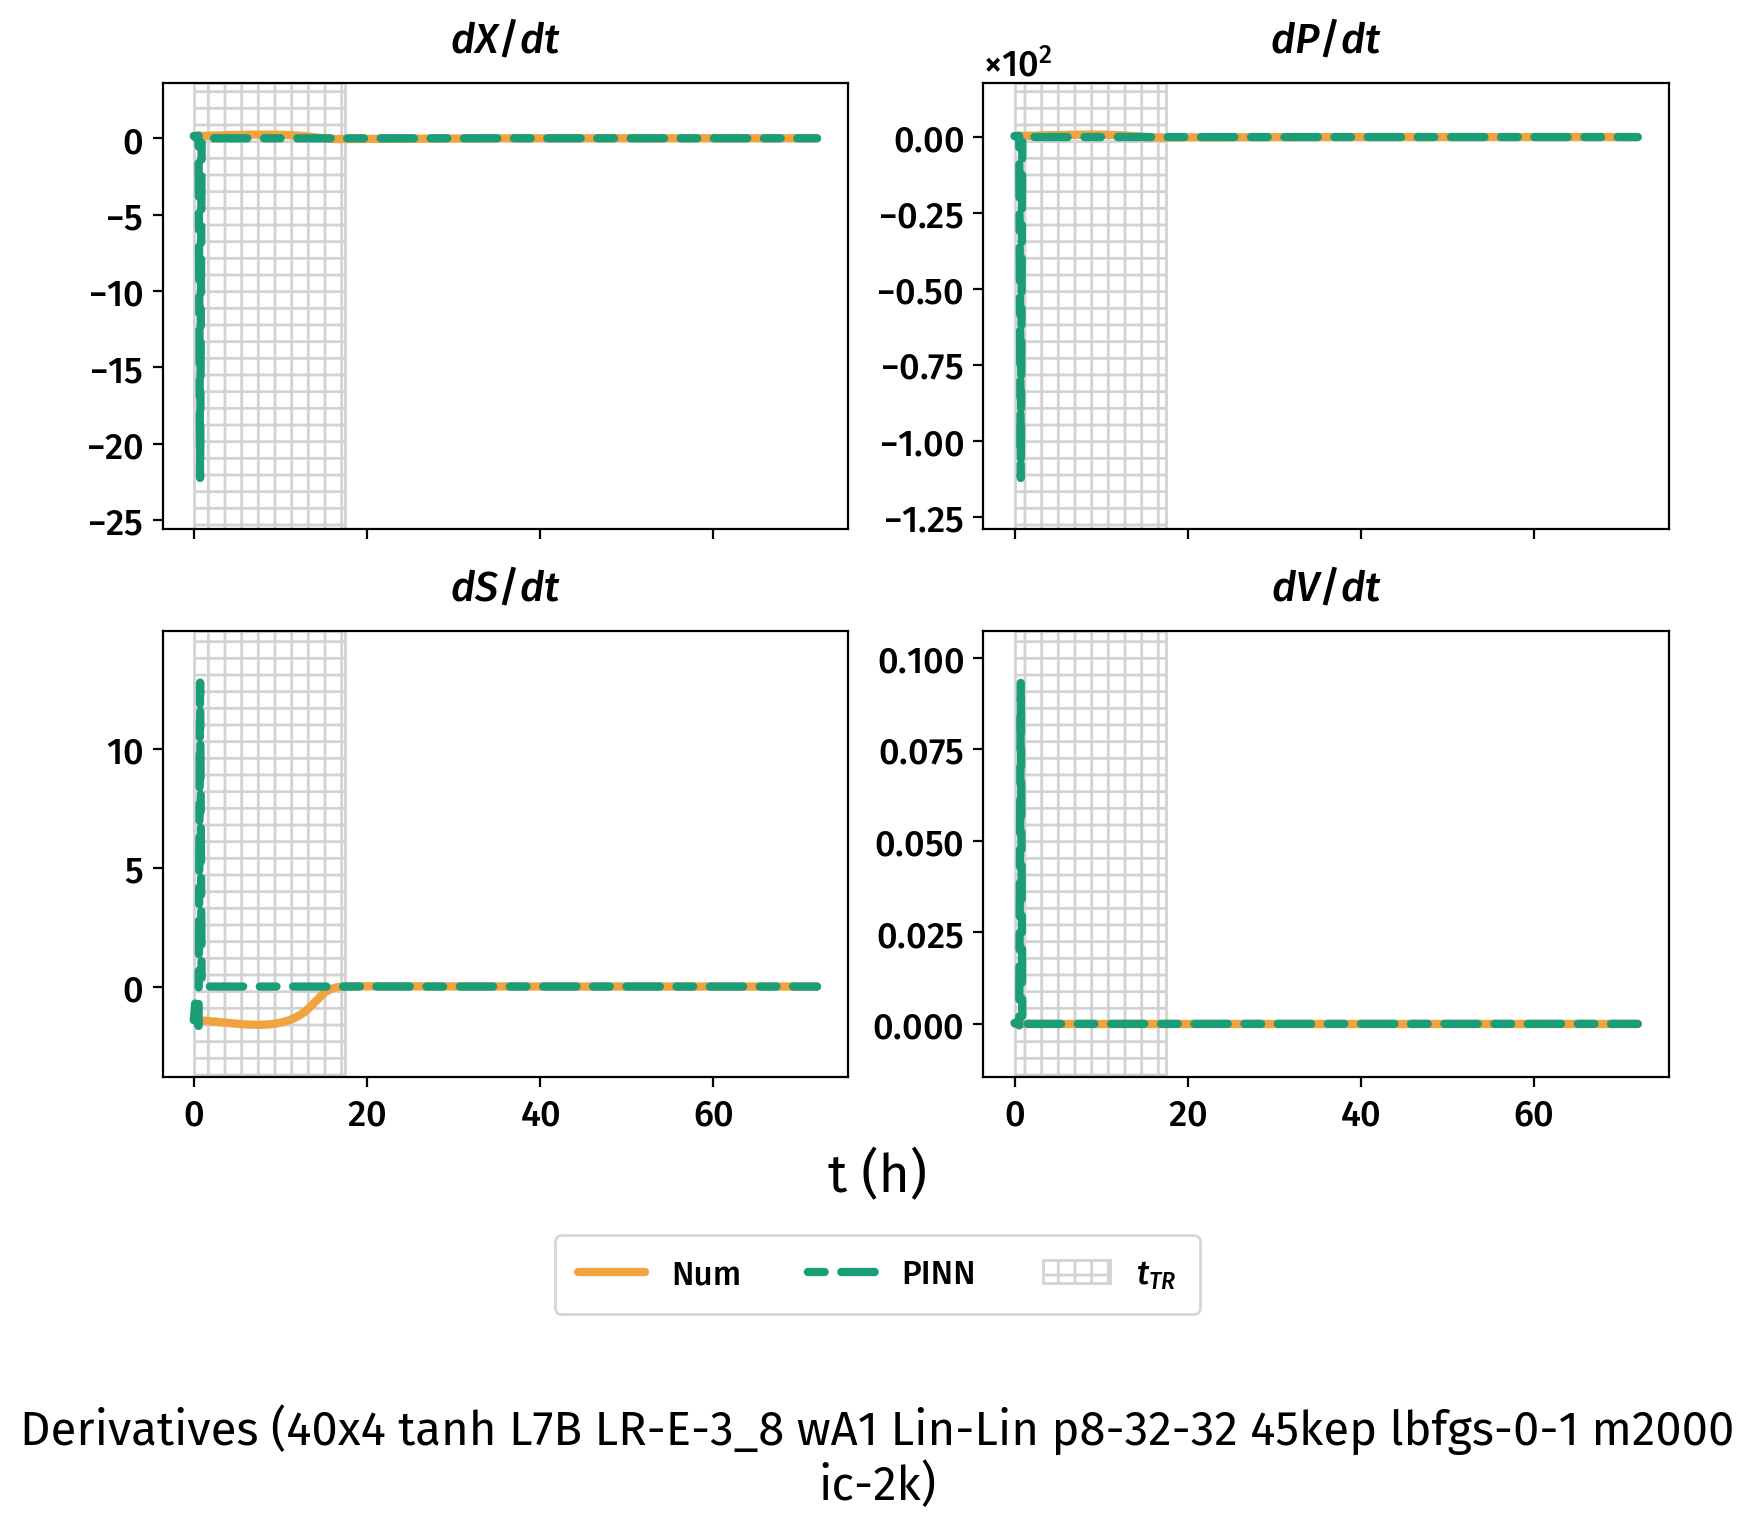 dX/dt
dP/dt
×10²
0
−5
−10
−15
−20
−25
0.00
−0.25
−0.50
−0.75
−1.00
−1.25
dS/dt
dV/dt
10
5
0
0.100
0.075
0.050
0.025
0.000
0 20 40 60
0 20 40 60
t (h)
Num PINN t_TR
Derivatives (40x4 tanh L7B LR-E-3_8 wA1 Lin-Lin p8-32-32 45kep lbfgs-0-1 m2000
ic-2k)